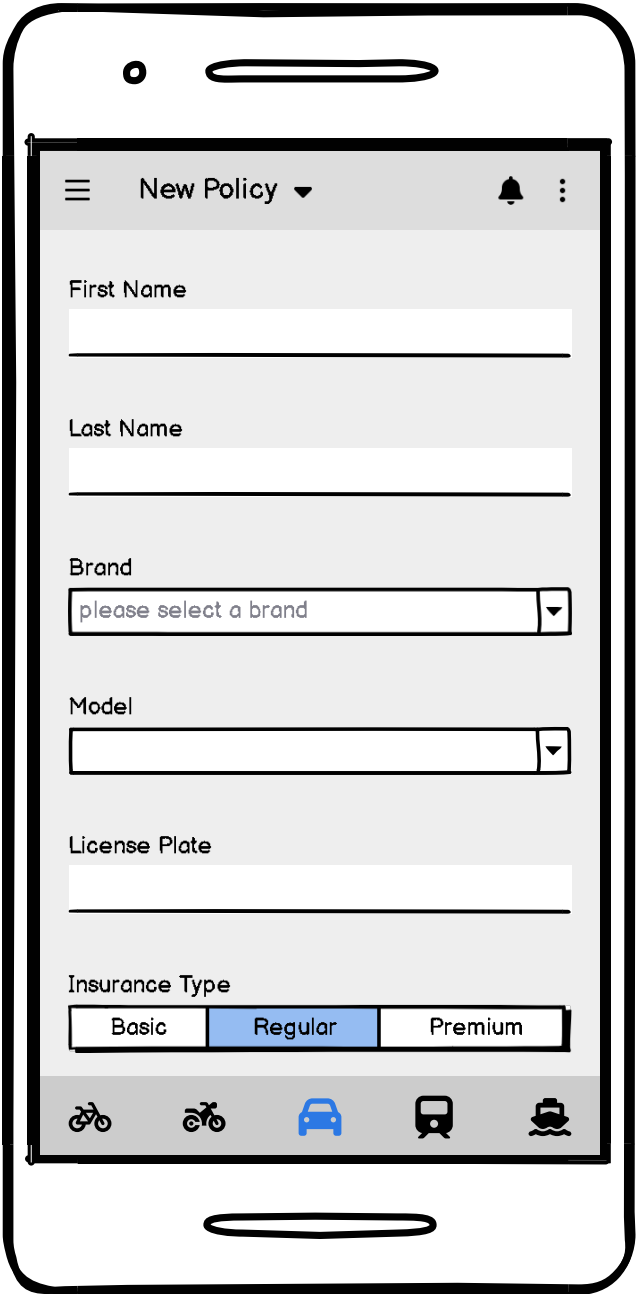 New Policy
First Name
Last Name
Brand
please select a brand
Model
License Plate
Insurance Type
Basic Regular Premium